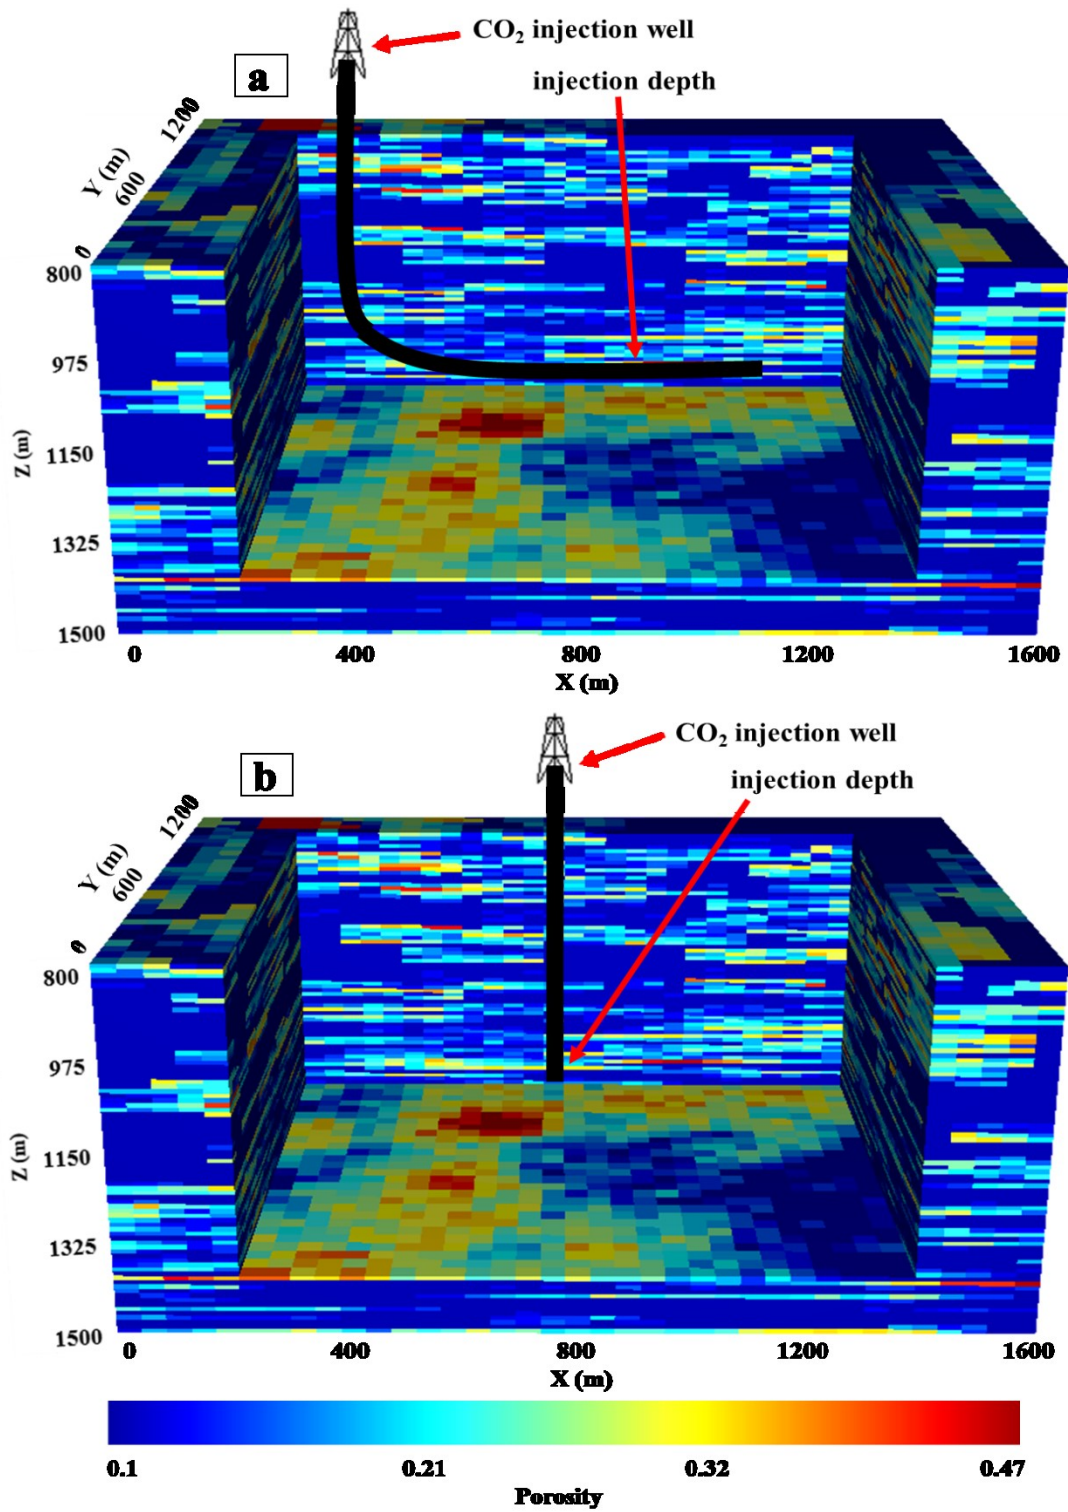 CO₂ injection well
a
injection depth
1200
Y (m)
600
0
800
975
Z (m)
1150
1325
1500
0 400 800 1200 1600
X (m)
CO₂ injection well
b
injection depth
1200
Y (m)
600
0
800
975
Z (m)
1150
1325
1500
0 400 800 1200 1600
X (m)
0.1 0.21 0.32 0.47
Porosity